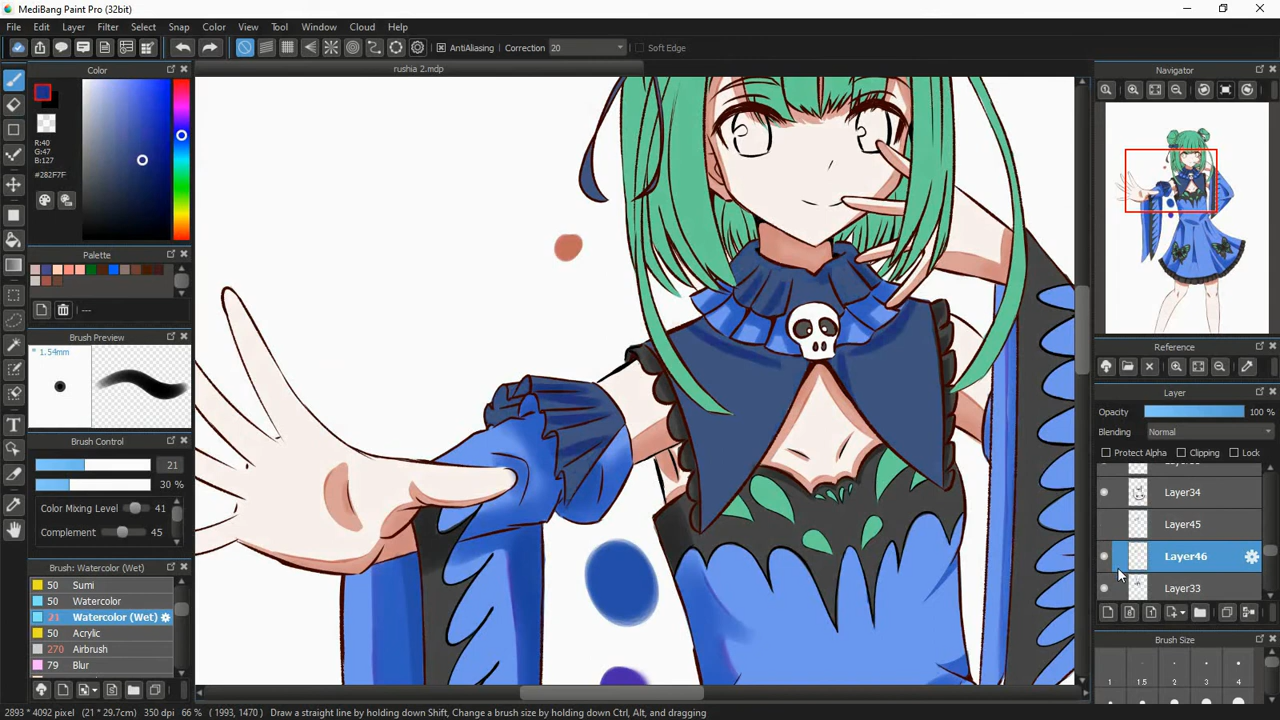 MediBang Paint Pro (32bit)
File Edit Layer Filter Select Snap Color View Tool Window Cloud Help
AntiAliasing Correction 20 Soft Edge
Color
rushia 2.mdp
Navigator
R:40
G:47
B:127
#282F7F
Palette
---
Brush Preview
* 1.54mm
Reference
Layer
Opacity 100 %
Blending Normal
Protect Alpha Clipping Lock
Brush Control
21
30 %
Color Mixing Level 41
Complement 45
Layer34
Layer45
Layer46
Layer33
Brush: Watercolor (Wet)
50 Sumi
50 Watercolor
21 Watercolor (Wet)
50 Acrylic
270 Airbrush
79 Blur
Brush Size
1 1.5 2 3 4
2893 * 4092 pixel (21 * 29.7cm) 350 dpi 66 % ( 1993, 1470 ) Draw a straight line by holding down Shift, Change a brush size by holding down Ctrl, Alt, and dragging